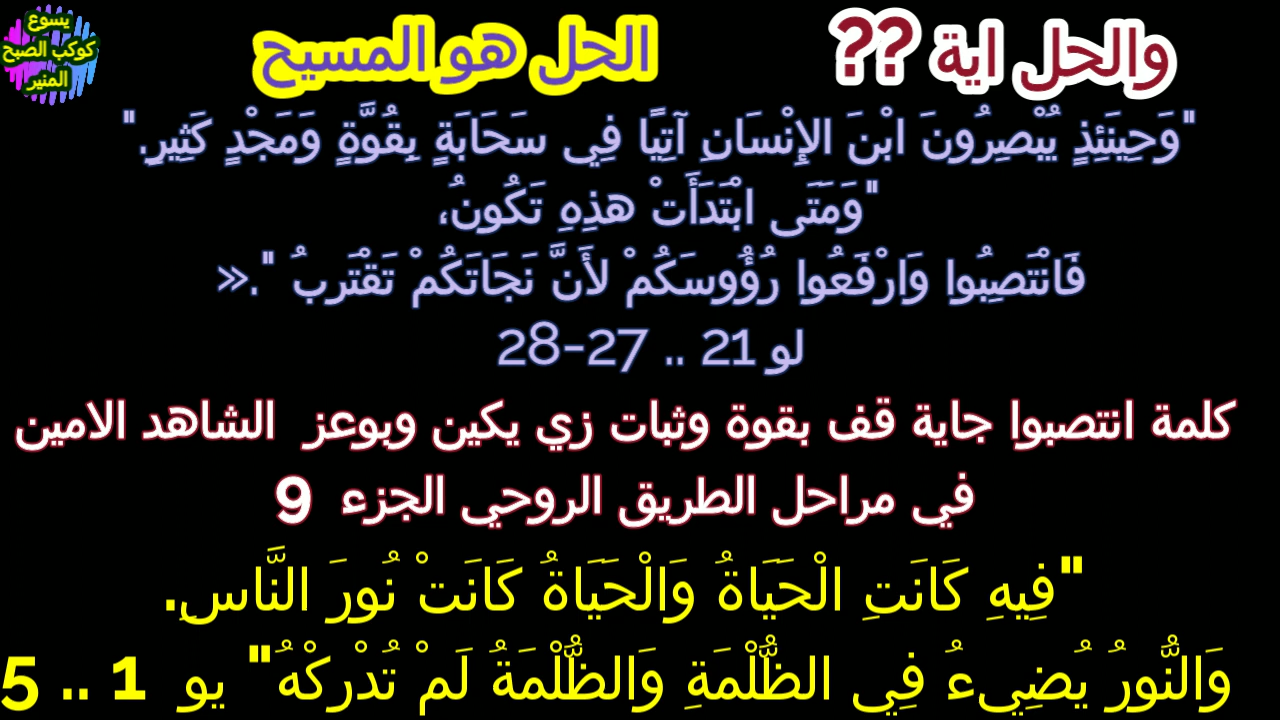 يسوع
كوكب الصبح
المنير
والحل اية ??
الحل هو المسيح
"وَحِينَئِذٍ يُبْصِرُونَ ابْنَ الإِنْسَانِ آتِيًا فِي سَحَابَةٍ بِقُوَّةٍ وَمَجْدٍ كَثِيرٍ."
"وَمَتَى ابْتَدَأَتْ هذِهِ تَكُونُ،
فَانْتَصِبُوا وَارْفَعُوا رُؤُوسَكُمْ لأَنَّ نَجَاتَكُمْ تَقْتَربُ ".»
لو 21 .. 27-28
كلمة انتصبوا جاية قف بقوة وثبات زي يكين وبوعز الشاهد الامين
في مراحل الطريق الروحي الجزء 9
"فِيهِ كَانَتِ الْحَيَاةُ وَالْحَيَاةُ كَانَتْ نُورَ النَّاسِ.
وَالنُّورُ يُضِيءُ فِي الظُّلْمَةِ وَالظُّلْمَةُ لَمْ تُدْركْهُ" يو 1 .. 5